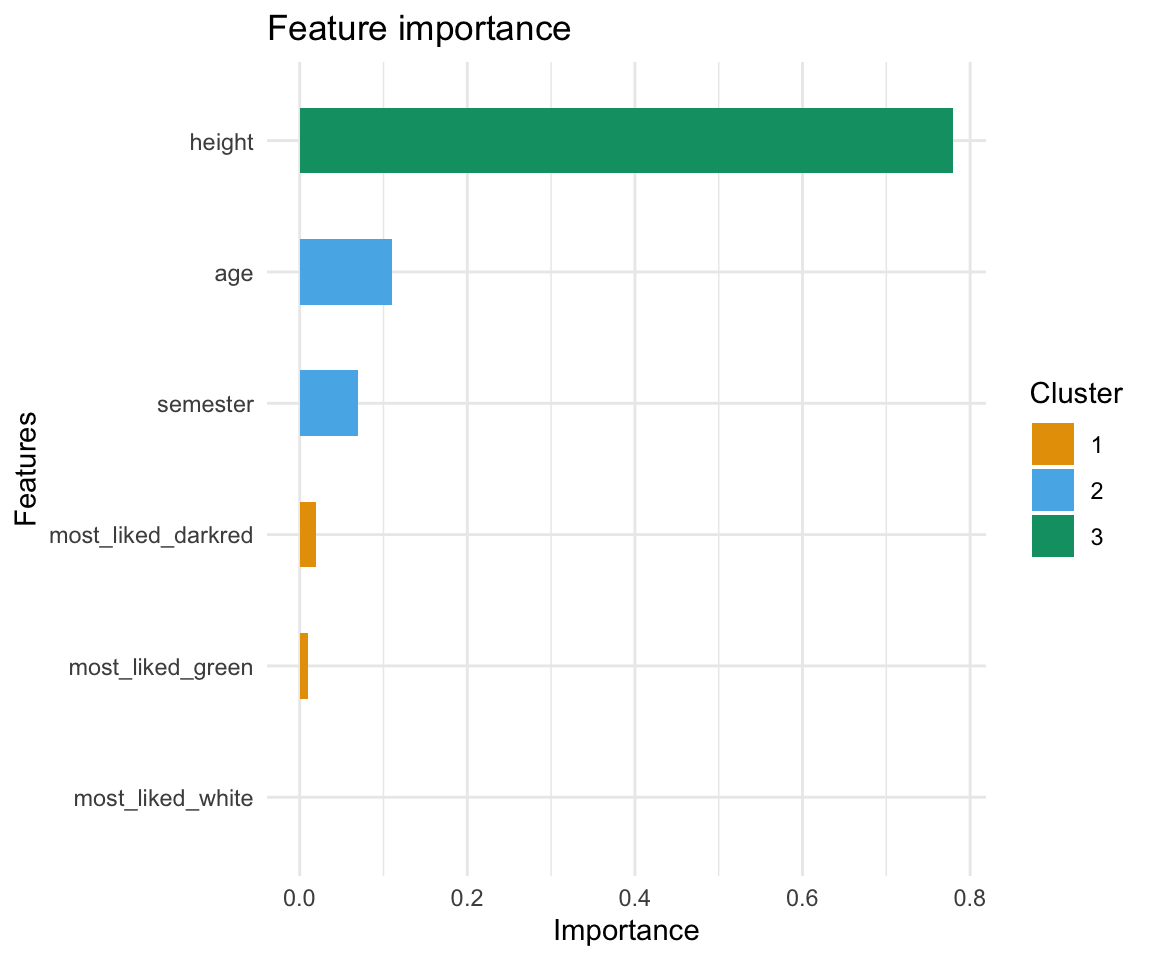 Feature importance
height
age
semester
most_liked_darkred
most_liked_green
most_liked_white
Features
0.0 0.2 0.4 0.6 0.8
Importance
Cluster
1
2
3